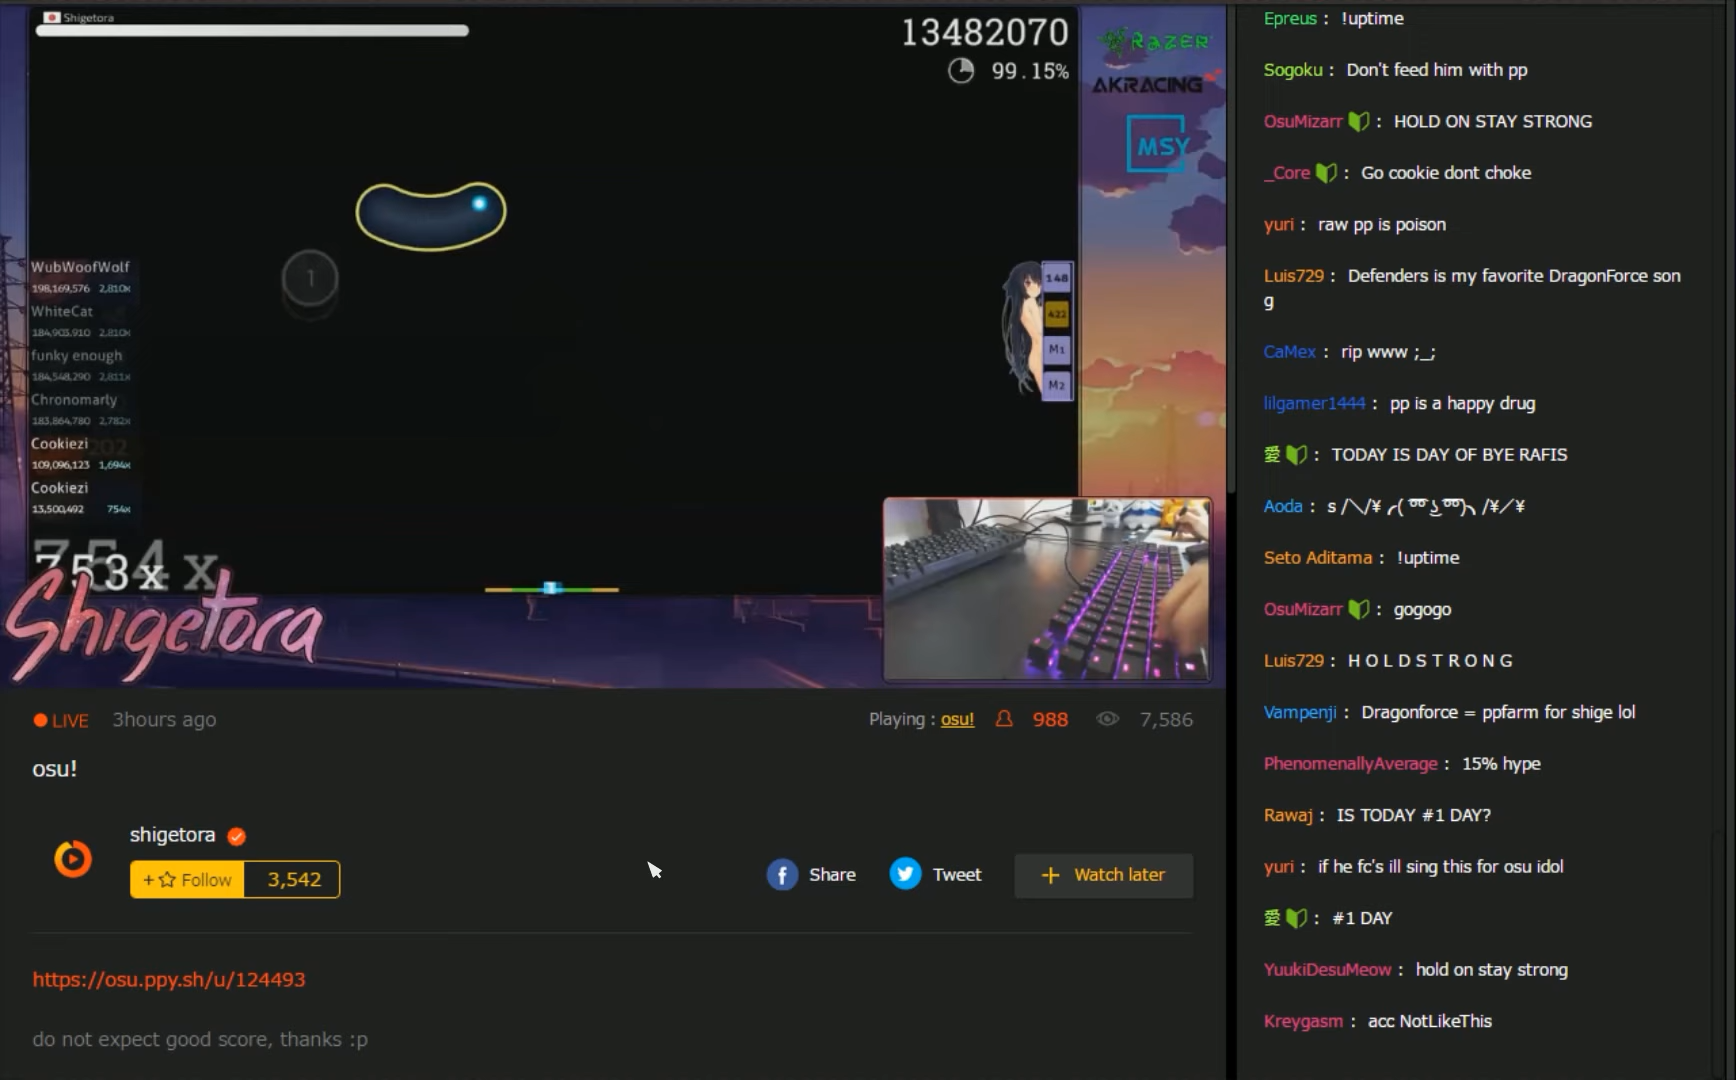 Shigetora
13482070
99.15%
RAZER
AKRACING
MSY
1
WubWoofWolf
198,169,576 2,810x
WhiteCat
184,903,910 2,810x
funky enough
184,548,290 2,811x
Chronomarly
183,864,780 2,782x
Cookiezi
109,096,123 1,694x
Cookiezi
13,500,492 754x
148
422
M1
M2
753x
Shigetora
LIVE 3hours ago
Playing : osu! 988 7,586
osu!
shigetora
+ Follow 3,542
Share Tweet + Watch later
https://osu.ppy.sh/u/124493
do not expect good score, thanks :p
Epreus : !uptime
Sogoku : Don't feed him with pp
OsuMizarr : HOLD ON STAY STRONG
_Core : Go cookie dont choke
yuri : raw pp is poison
Luis729 : Defenders is my favorite DragonForce son
g
CaMex : rip www ;_;
lilgamer1444 : pp is a happy drug
愛 : TODAY IS DAY OF BYE RAFIS
Aoda : s /＼/¥ ╭( ͡° ͜ʖ ͡°)╮ /¥／¥
Seto Aditama : !uptime
OsuMizarr : gogogo
Luis729 : H O L D S T R O N G
Vampenji : Dragonforce = ppfarm for shige lol
PhenomenallyAverage : 15% hype
Rawaj : IS TODAY #1 DAY?
yuri : if he fc's ill sing this for osu idol
愛 : #1 DAY
YuukiDesuMeow : hold on stay strong
Kreygasm : acc NotLikeThis